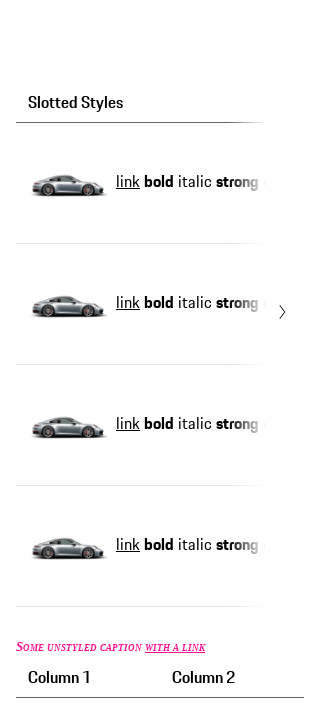 Slotted Styles
link bold italic strong
link bold italic strong
link bold italic strong
link bold italic strong
Some unstyled caption with a link
Column 1 Column 2